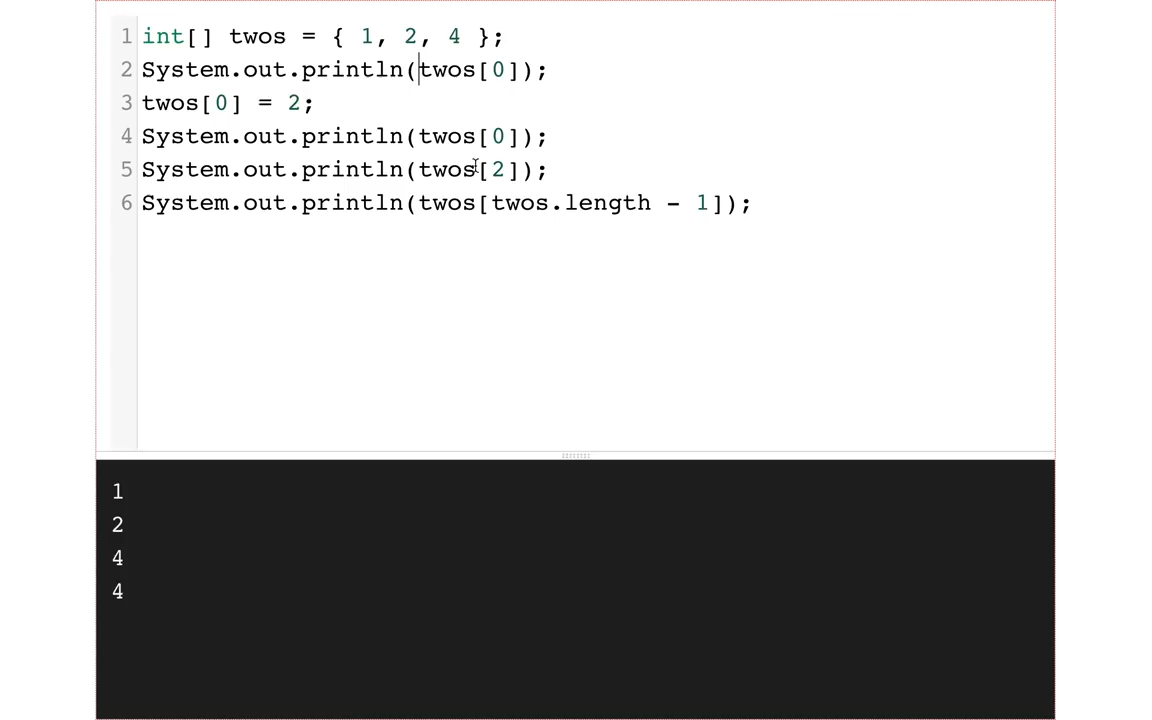 1 int[] twos = { 1, 2, 4 };
2 System.out.println(twos[0]);
3 twos[0] = 2;
4 System.out.println(twos[0]);
5 System.out.println(twos[2]);
6 System.out.println(twos[twos.length - 1]);
1
2
4
4